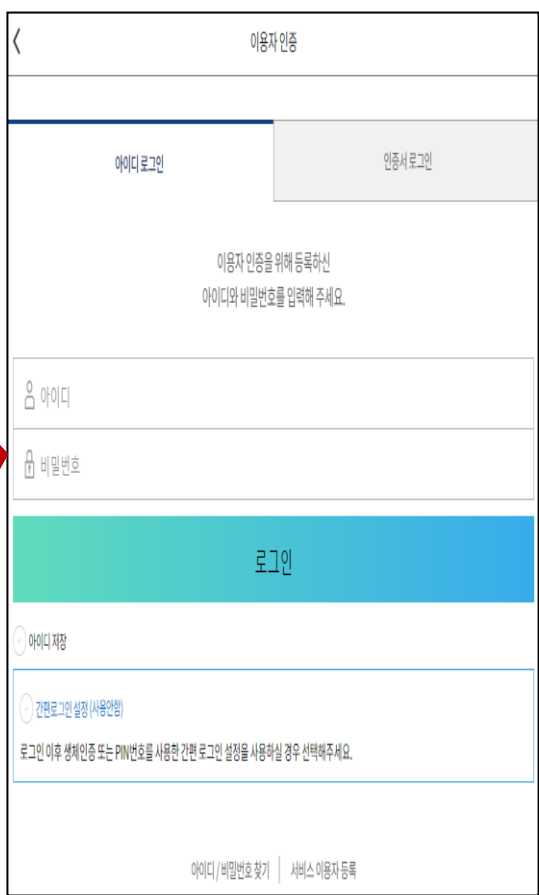 이용자 인증
아이디 로그인
인증서 로그인
이용자 인증을 위해 등록하신
아이디와 비밀번호를 입력해 주세요.
아이디
비밀번호
로그인
아이디 저장
간편로그인 설정 (사용안함)
로그인 이후 생체인증 또는 PIN번호를 사용한 간편 로그인 설정을 사용하실 경우 선택해주세요.
아이디 / 비밀번호 찾기 | 서비스 이용자 등록